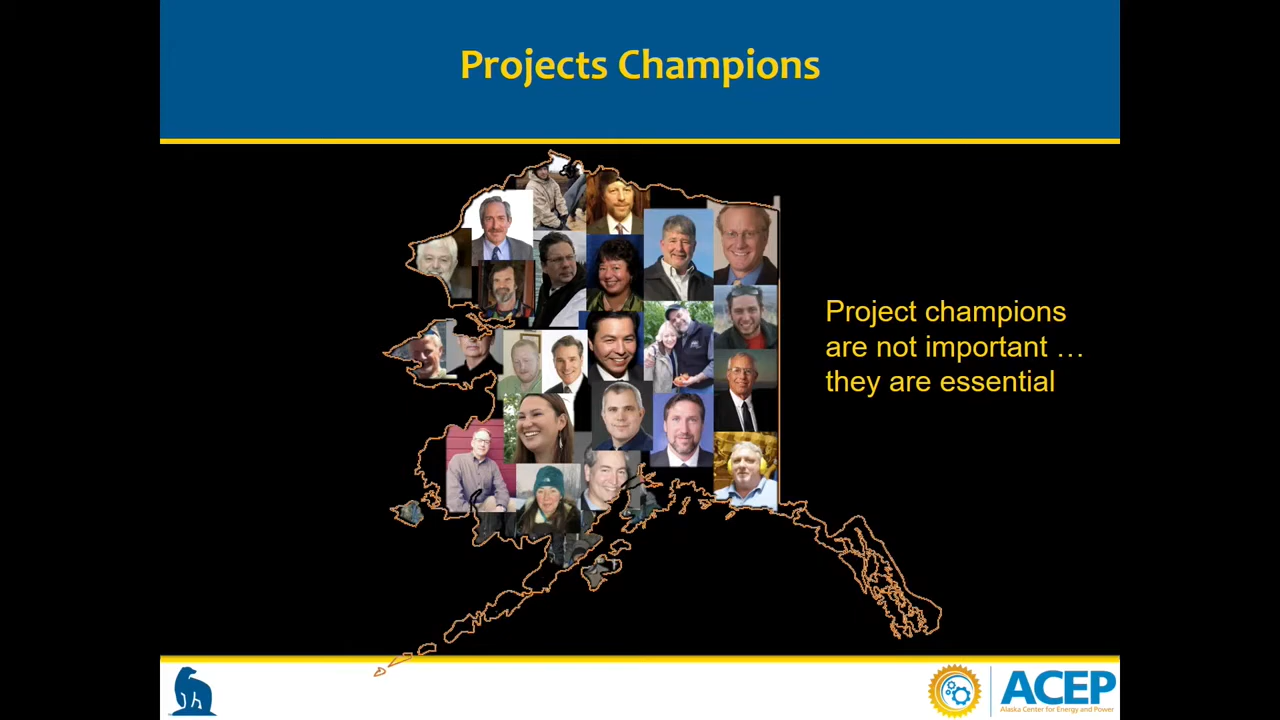 Projects Champions
Project champions
are not important …
they are essential
ACEP
Alaska Center for Energy and Power